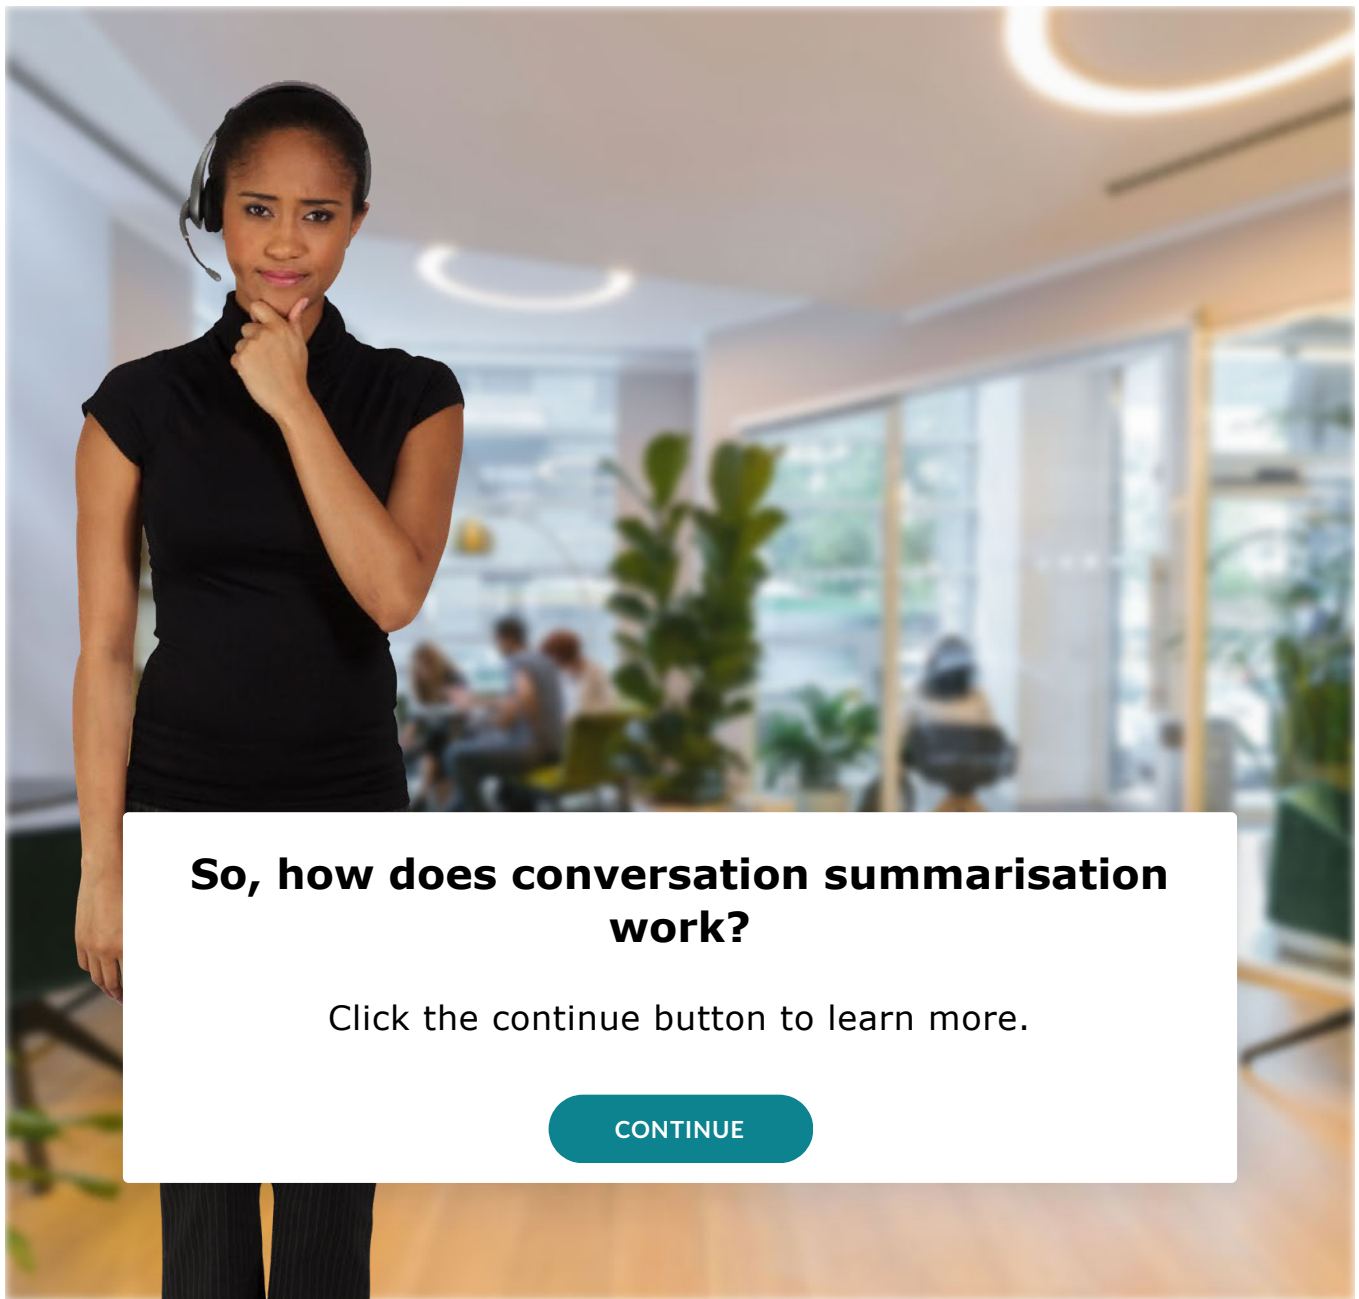 So, how does conversation summarisation
work?
Click the continue button to learn more.
CONTINUE